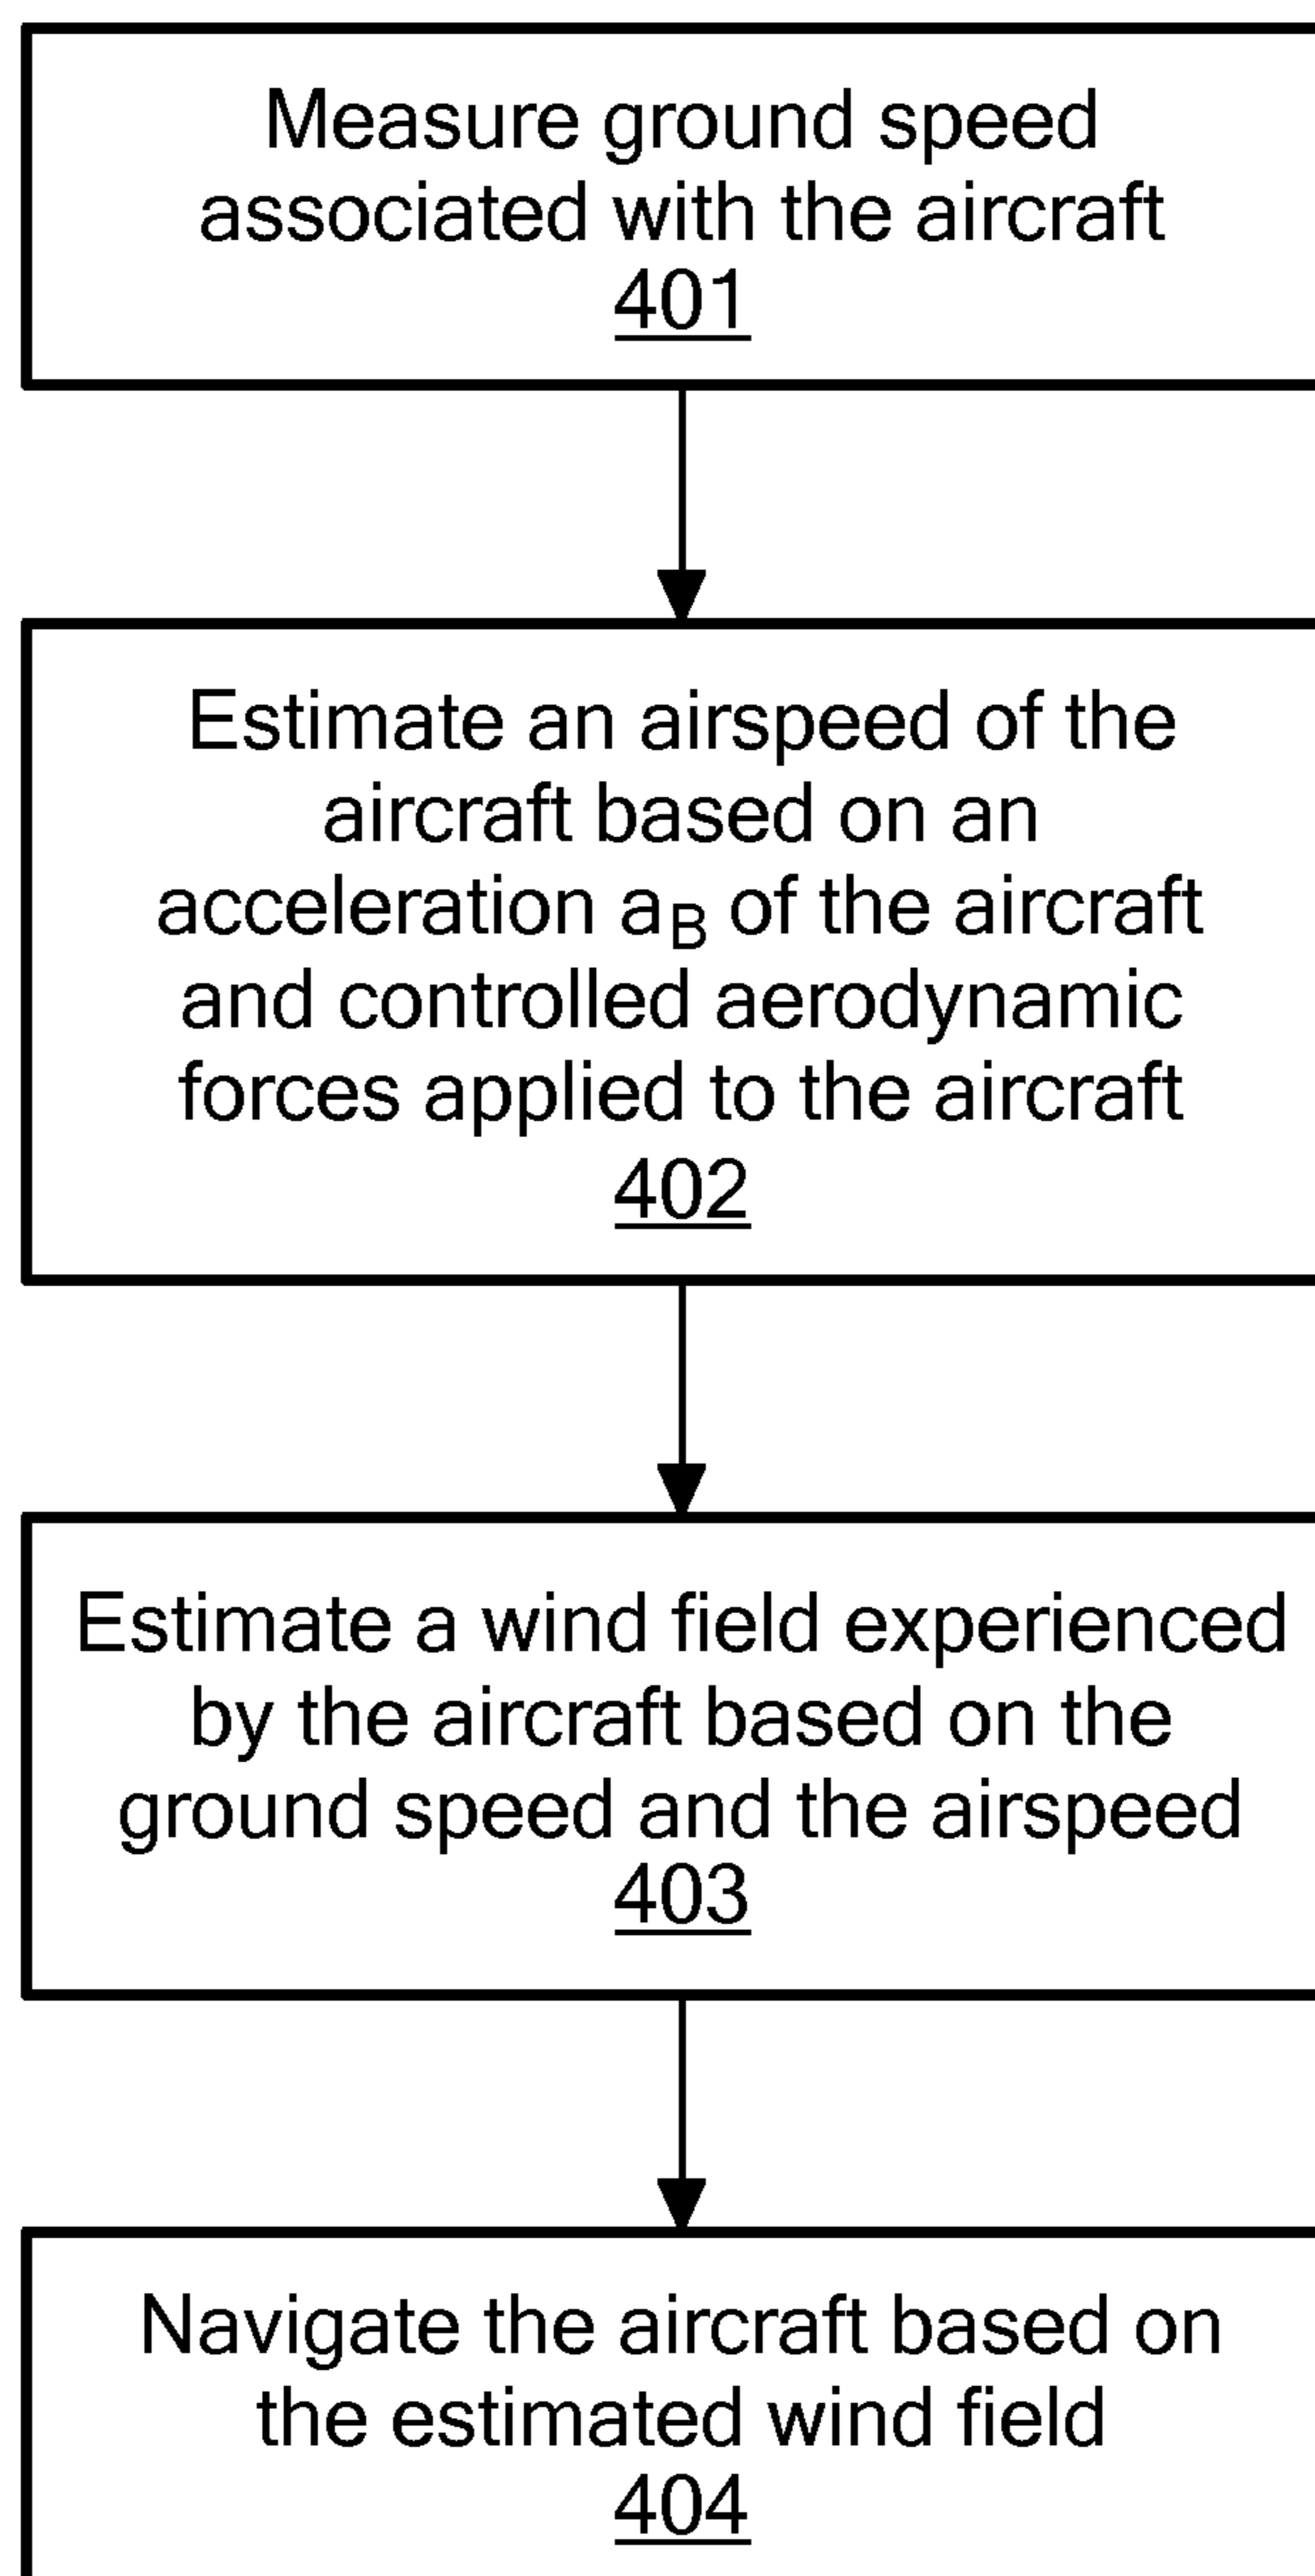 Measure ground speed
associated with the aircraft
401
Estimate an airspeed of the
aircraft based on an
acceleration aB of the aircraft
and controlled aerodynamic
forces applied to the aircraft
402
Estimate a wind field experienced
by the aircraft based on the
ground speed and the airspeed
403
Navigate the aircraft based on
the estimated wind field
404